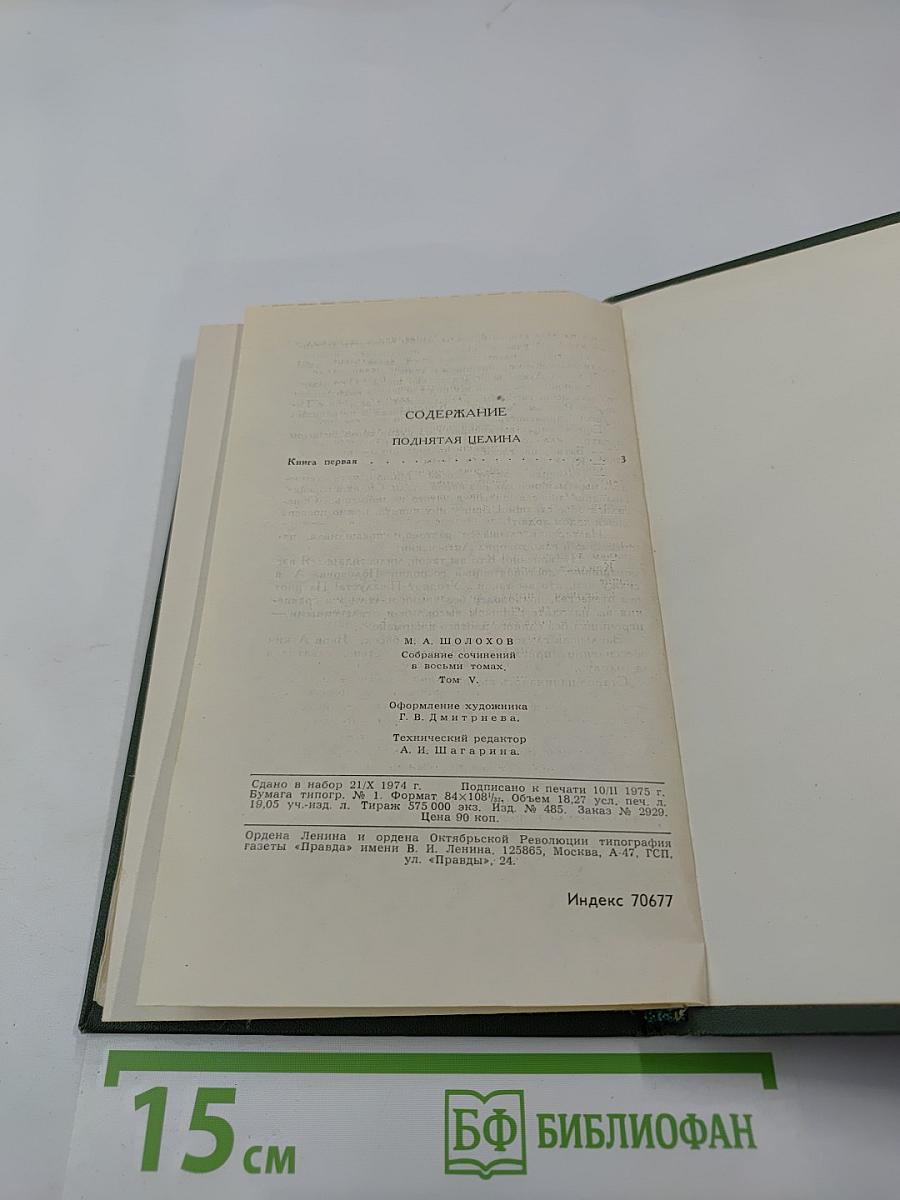 СОДЕРЖАНИЕ
ПОДНЯТАЯ ЦЕЛИНА
Книга первая . . . . . . . . . . . . . . . . . . 3
М. А. ШОЛОХОВ
Собрание сочинений
в восьми томах.
Том V.
Оформление художника
Г. В. Дмитриева.
Технический редактор
А. И. Шагарина.
Сдано в набор 21/X 1974 г. Подписано к печати 10/II 1975 г.
Бумага типогр. № 1. Формат 84×108¹/₃₂. Объем 18,27 усл. печ. л.
19,05 уч.-изд. л. Тираж 575 000 экз. Изд. № 485. Заказ № 2929.
Цена 90 коп.
Ордена Ленина и ордена Октябрьской Революции типография
газеты «Правда» имени В. И. Ленина, 125865, Москва, А-47, ГСП,
ул. «Правды», 24.
Индекс 70677
15 см
БФ БИБЛИОФАН